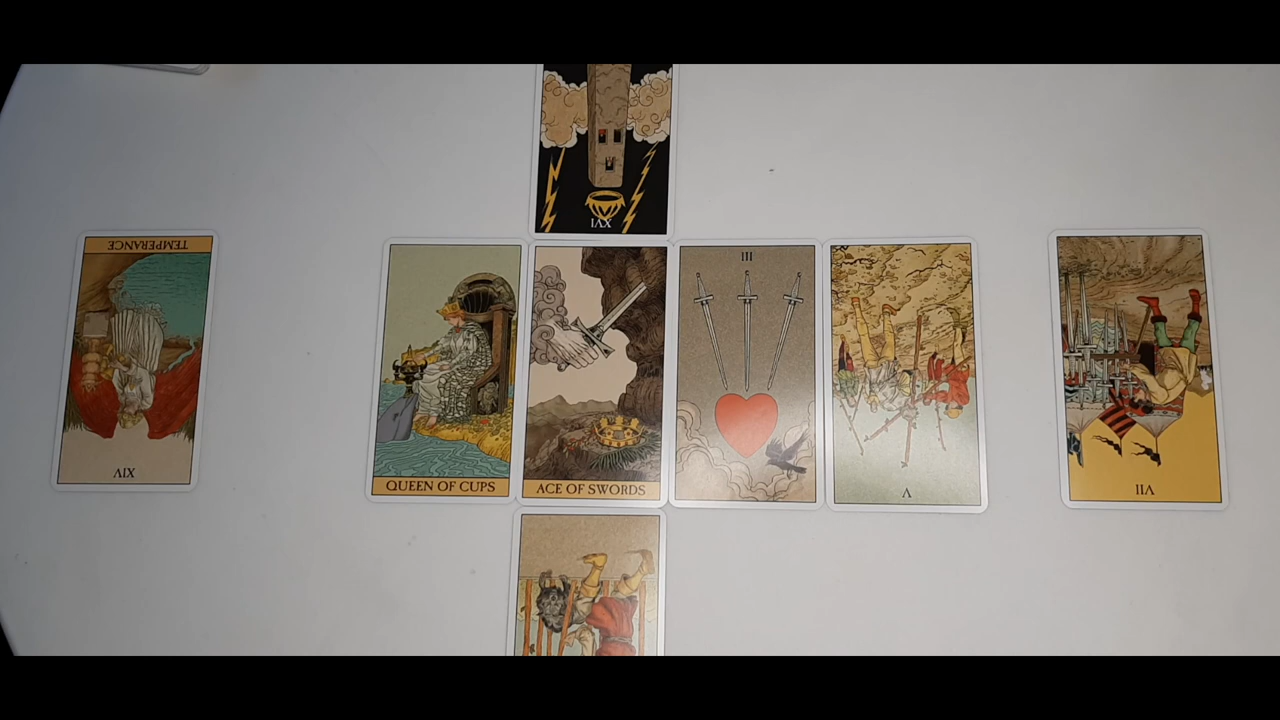 XVI
TEMPERANCE
XIV
QUEEN OF CUPS
ACE OF SWORDS
III
V
VII